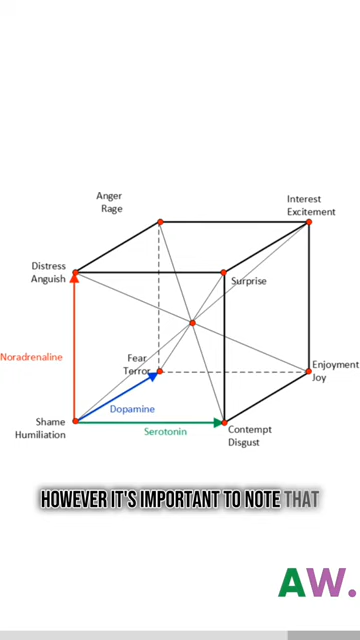 Anger
Rage
Interest
Excitement
Distress
Anguish
Surprise
Noradrenaline
Fear
Terror
Enjoyment
Joy
Dopamine
Shame
Humiliation
Serotonin
Contempt
Disgust
HOWEVER IT'S IMPORTANT TO NOTE THAT
AW.